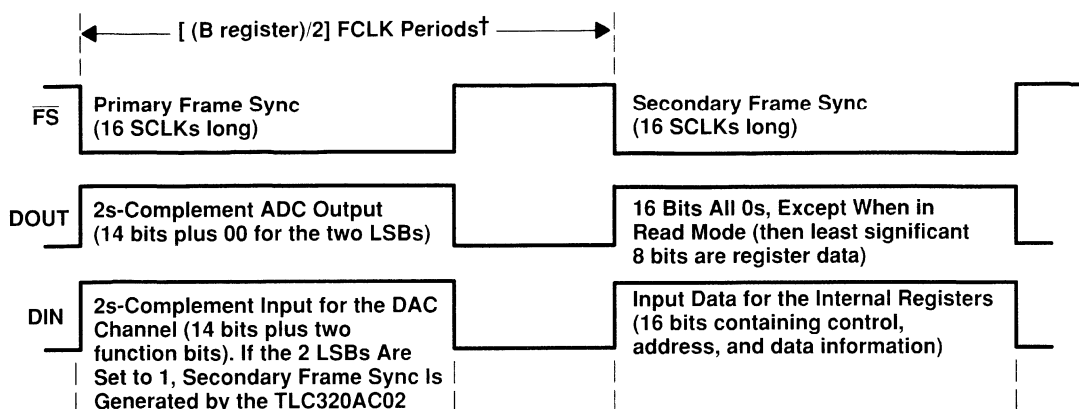 [ (B register)/2] FCLK Periods†
FS
Primary Frame Sync
(16 SCLKs long)
Secondary Frame Sync
(16 SCLKs long)
DOUT
2s-Complement ADC Output
(14 bits plus 00 for the two LSBs)
16 Bits All 0s, Except When in
Read Mode (then least significant
8 bits are register data)
DIN
2s-Complement Input for the DAC
Channel (14 bits plus two
function bits). If the 2 LSBs Are
Set to 1, Secondary Frame Sync Is
Generated by the TLC320AC02
Input Data for the Internal Registers
(16 bits containing control,
address, and data information)